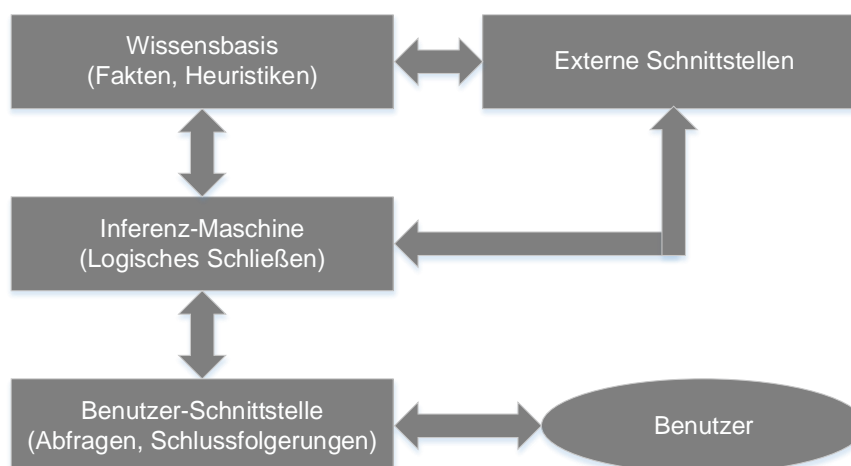 Wissensbasis
(Fakten, Heuristiken)
Externe Schnittstellen
Inferenz-Maschine
(Logisches Schließen)
Benutzer-Schnittstelle
(Abfragen, Schlussfolgerungen)
Benutzer